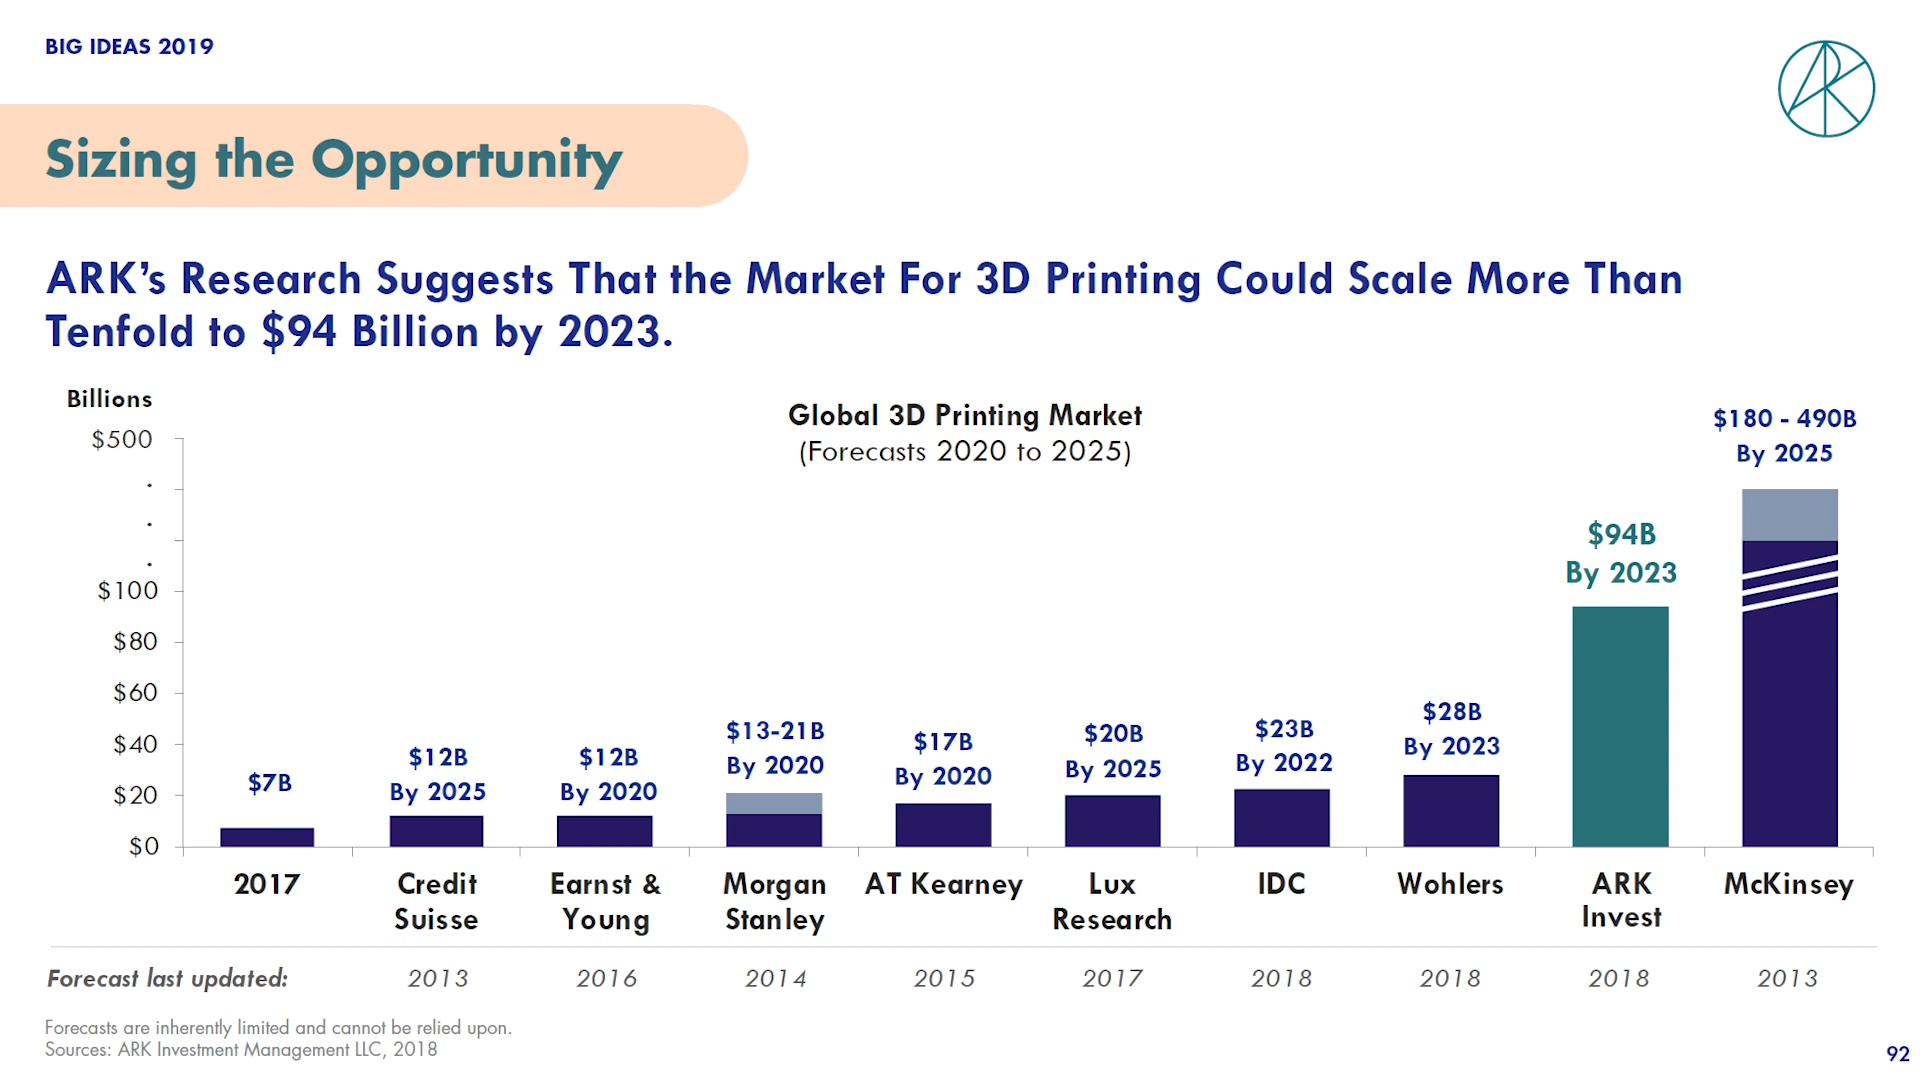 BIG IDEAS 2019
Sizing the Opportunity
ARK’s Research Suggests That the Market For 3D Printing Could Scale More Than
Tenfold to $94 Billion by 2023.
Billions
Global 3D Printing Market
(Forecasts 2020 to 2025)
$500
.
.
.
$100
$80
$60
$40
$20
$0
$7B
$12B
By 2025
$12B
By 2020
$13-21B
By 2020
$17B
By 2020
$20B
By 2025
$23B
By 2022
$28B
By 2023
$94B
By 2023
$180 - 490B
By 2025
2017
Credit
Suisse
Earnst &
Young
Morgan
Stanley
AT Kearney
Lux
Research
IDC
Wohlers
ARK
Invest
McKinsey
Forecast last updated: 2013 2016 2014 2015 2017 2018 2018 2018 2013
Forecasts are inherently limited and cannot be relied upon.
Sources: ARK Investment Management LLC, 2018
92